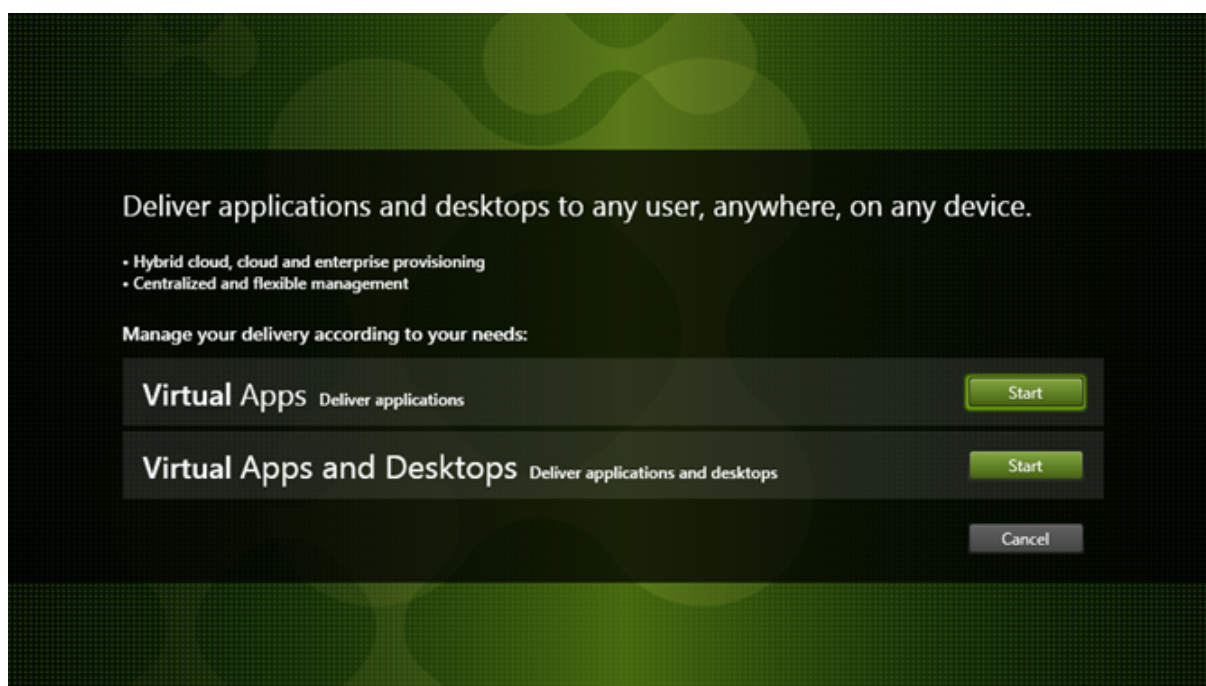 Deliver applications and desktops to any user, anywhere, on any device.
• Hybrid cloud, cloud and enterprise provisioning
• Centralized and flexible management
Manage your delivery according to your needs:
Virtual Apps Deliver applications
Start
Virtual Apps and Desktops Deliver applications and desktops
Start
Cancel